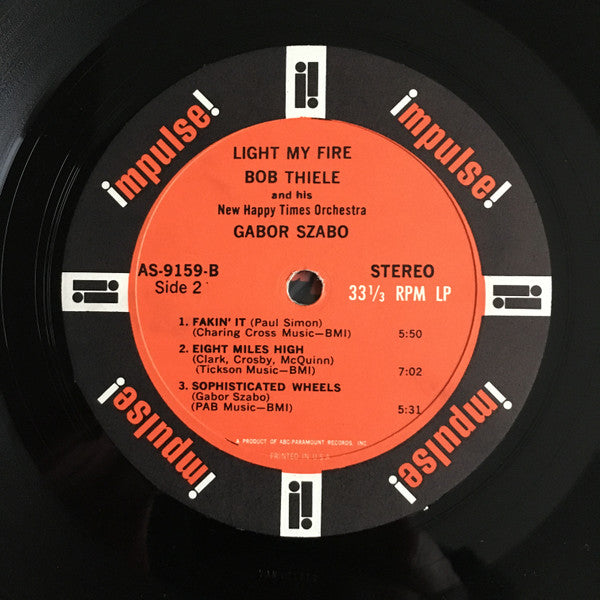 impulse!
impulse!
LIGHT MY FIRE
BOB THIELE
and his
New Happy Times Orchestra
GABOR SZABO
AS-9159-B
Side 2
STEREO
33 1/3 RPM LP
1. FAKIN' IT (Paul Simon)
(Charing Cross Music—BMI) 5:50
2. EIGHT MILES HIGH
(Clark, Crosby, McQuinn)
(Tickson Music—BMI) 7:02
3. SOPHISTICATED WHEELS
(Gabor Szabo)
(PAB Music—BMI) 5:31
A PRODUCT OF ABC-PARAMOUNT RECORDS, INC.
PRINTED IN U.S.A.
impulse!
impulse!